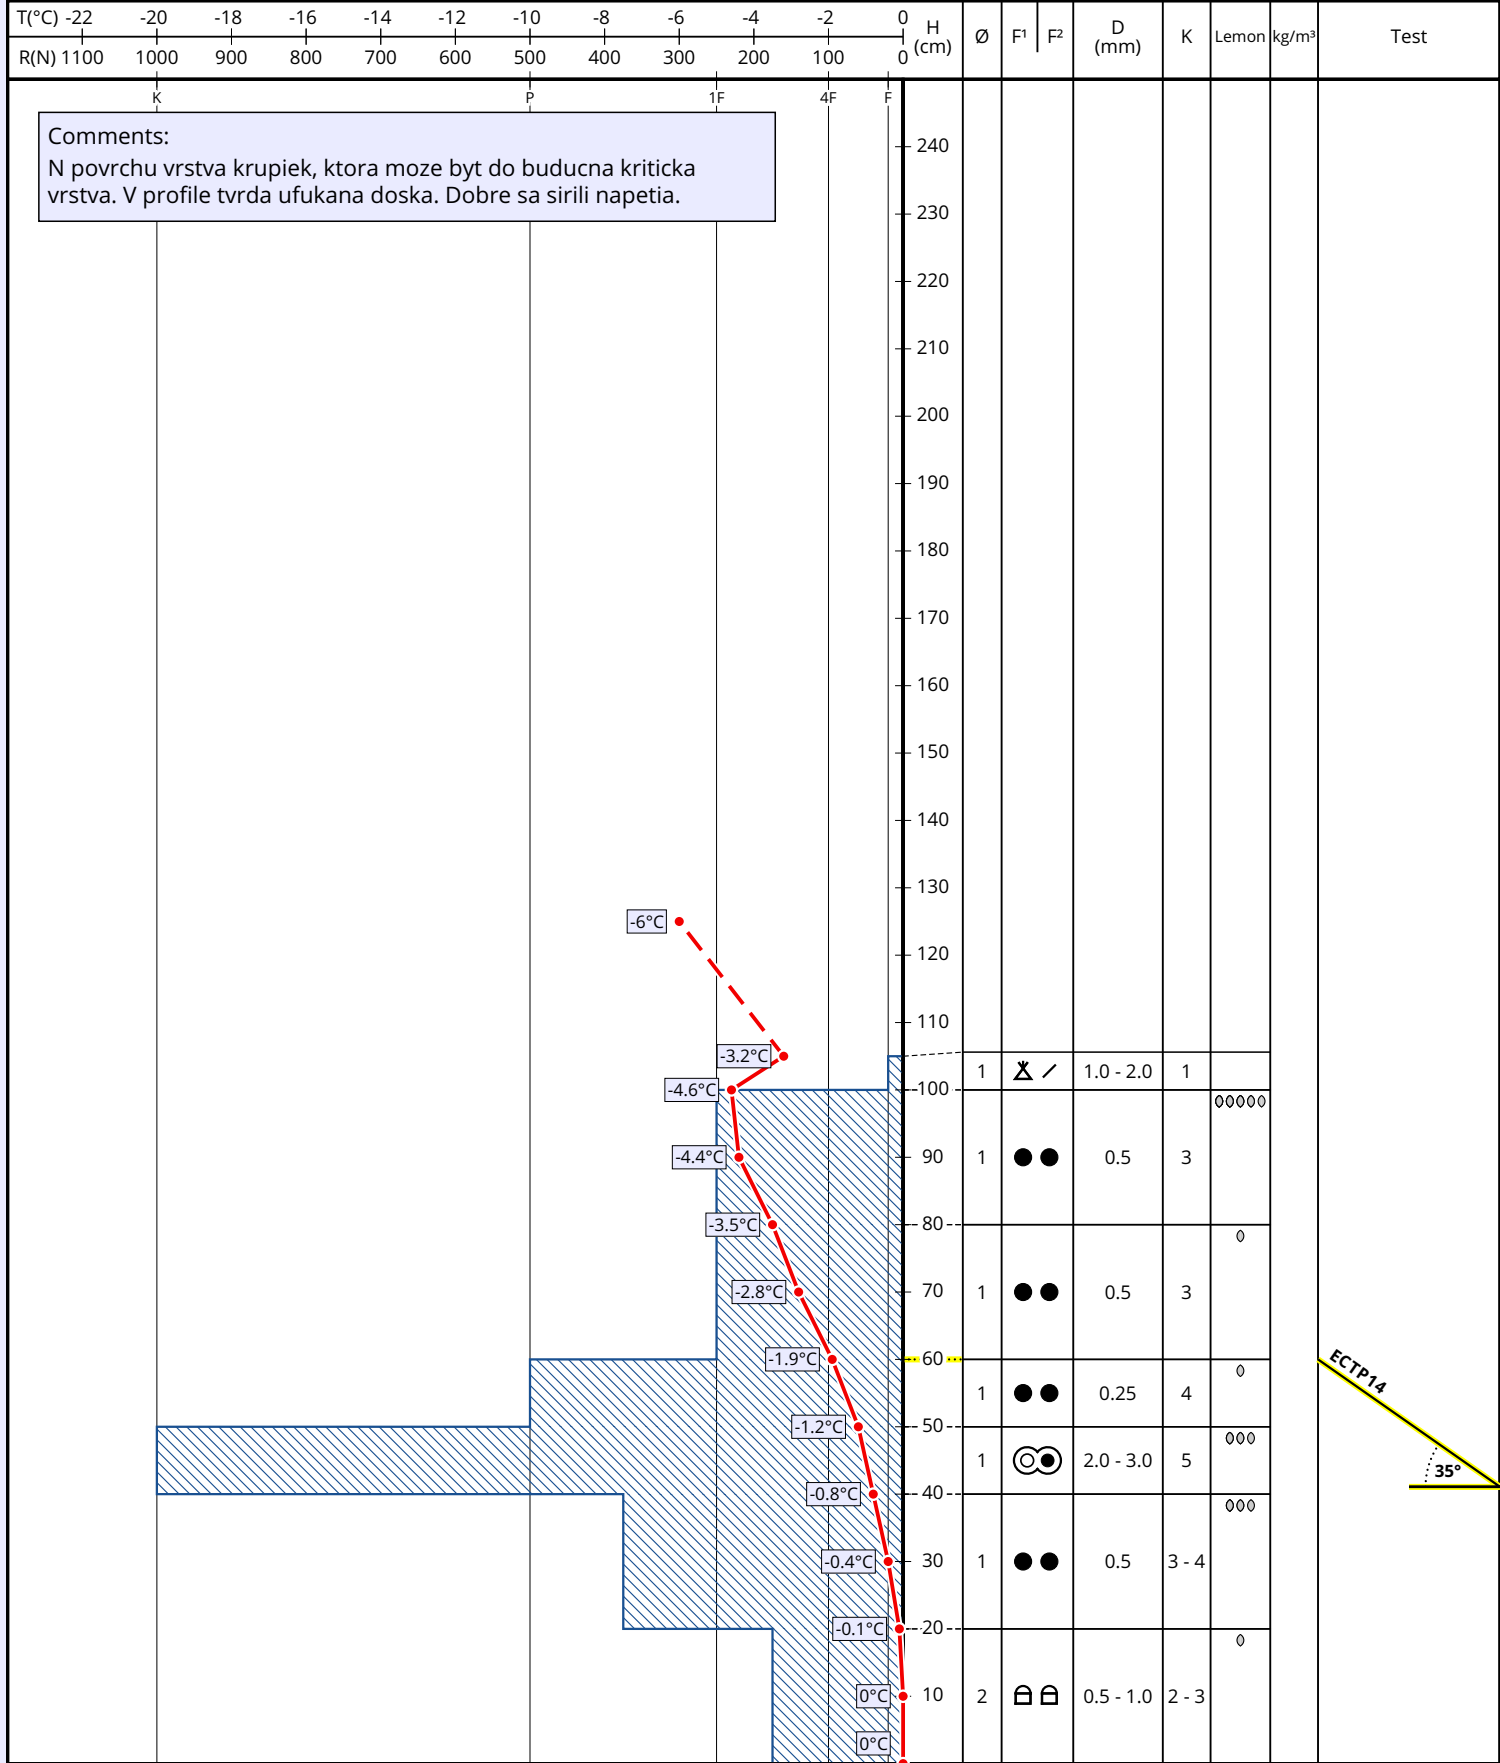 T(°C) -22 -20 -18 -16 -14 -12 -10 -8 -6 -4 -2 0
R(N) 1100 1000 900 800 700 600 500 400 300 200 100 0
H (cm) Ø F¹ F² D (mm) K Lemon kg/m³ Test
K P 1F 4F F
Comments:
N povrchu vrstva krupiek, ktora moze byt do buducna kriticka
vrstva. V profile tvrda ufukana doska. Dobre sa sirili napetia.
240
230
220
210
200
190
180
170
160
150
140
130
-6°C
120
110
-3.2°C
1 1.0 - 2.0 1
-4.6°C 100
-4.4°C 90 1 0.5 3
-3.5°C 80
-2.8°C 70 1 0.5 3
-1.9°C 60
ECTP14
1 0.25 4
-1.2°C 50
1 2.0 - 3.0 5
35°
-0.8°C 40
-0.4°C 30 1 0.5 3 - 4
-0.1°C 20
0°C 10 2 0.5 - 1.0 2 - 3
0°C